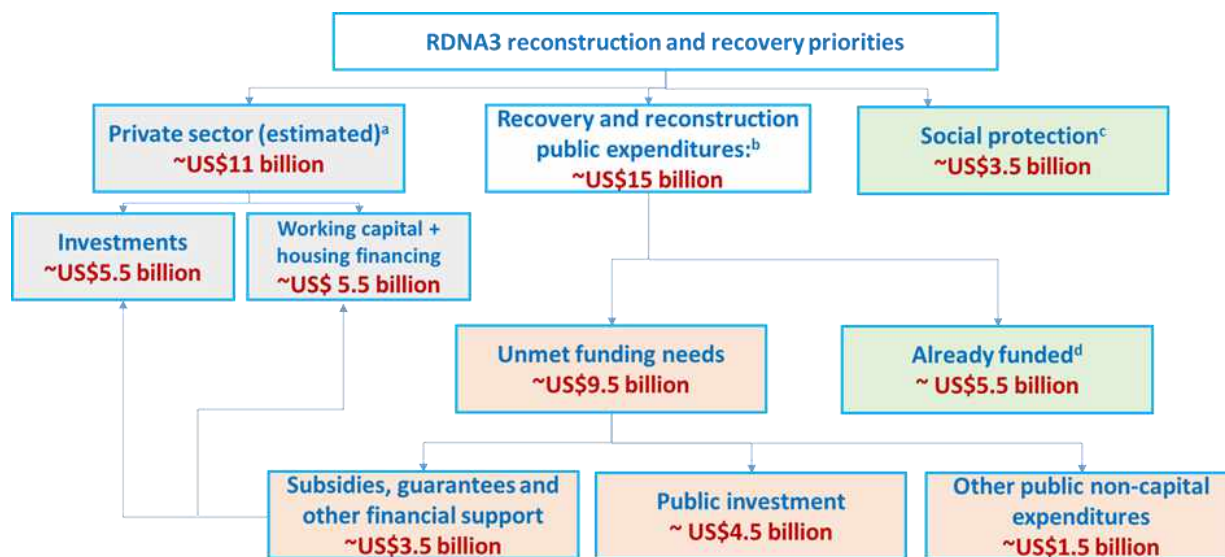 RDNA3 reconstruction and recovery priorities
Private sector (estimated)ᵃ
~US$11 billion
Recovery and reconstruction
public expenditures:ᵇ
~US$15 billion
Social protectionᶜ
~US$3.5 billion
Investments
~US$5.5 billion
Working capital +
housing financing
~US$ 5.5 billion
Unmet funding needs
~US$9.5 billion
Already fundedᵈ
~ US$5.5 billion
Subsidies, guarantees and
other financial support
~US$3.5 billion
Public investment
~ US$4.5 billion
Other public non-capital
expenditures
~US$1.5 billion